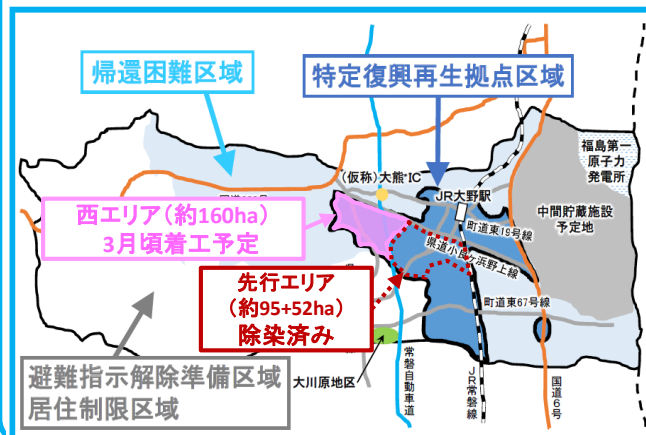 帰還困難区域
特定復興再生拠点区域
福島第一
原子力
発電所
(仮称)大熊IC
JR大野駅
中間貯蔵施設
予定地
西エリア(約160ha)
3月頃着工予定
町道東19号線
県道小良ヶ浜野上線
先行エリア
(約95+52ha)
除染済み
町道東67号線
避難指示解除準備区域
居住制限区域
大川原地区
常磐自動車道
JR常磐線
国道6号